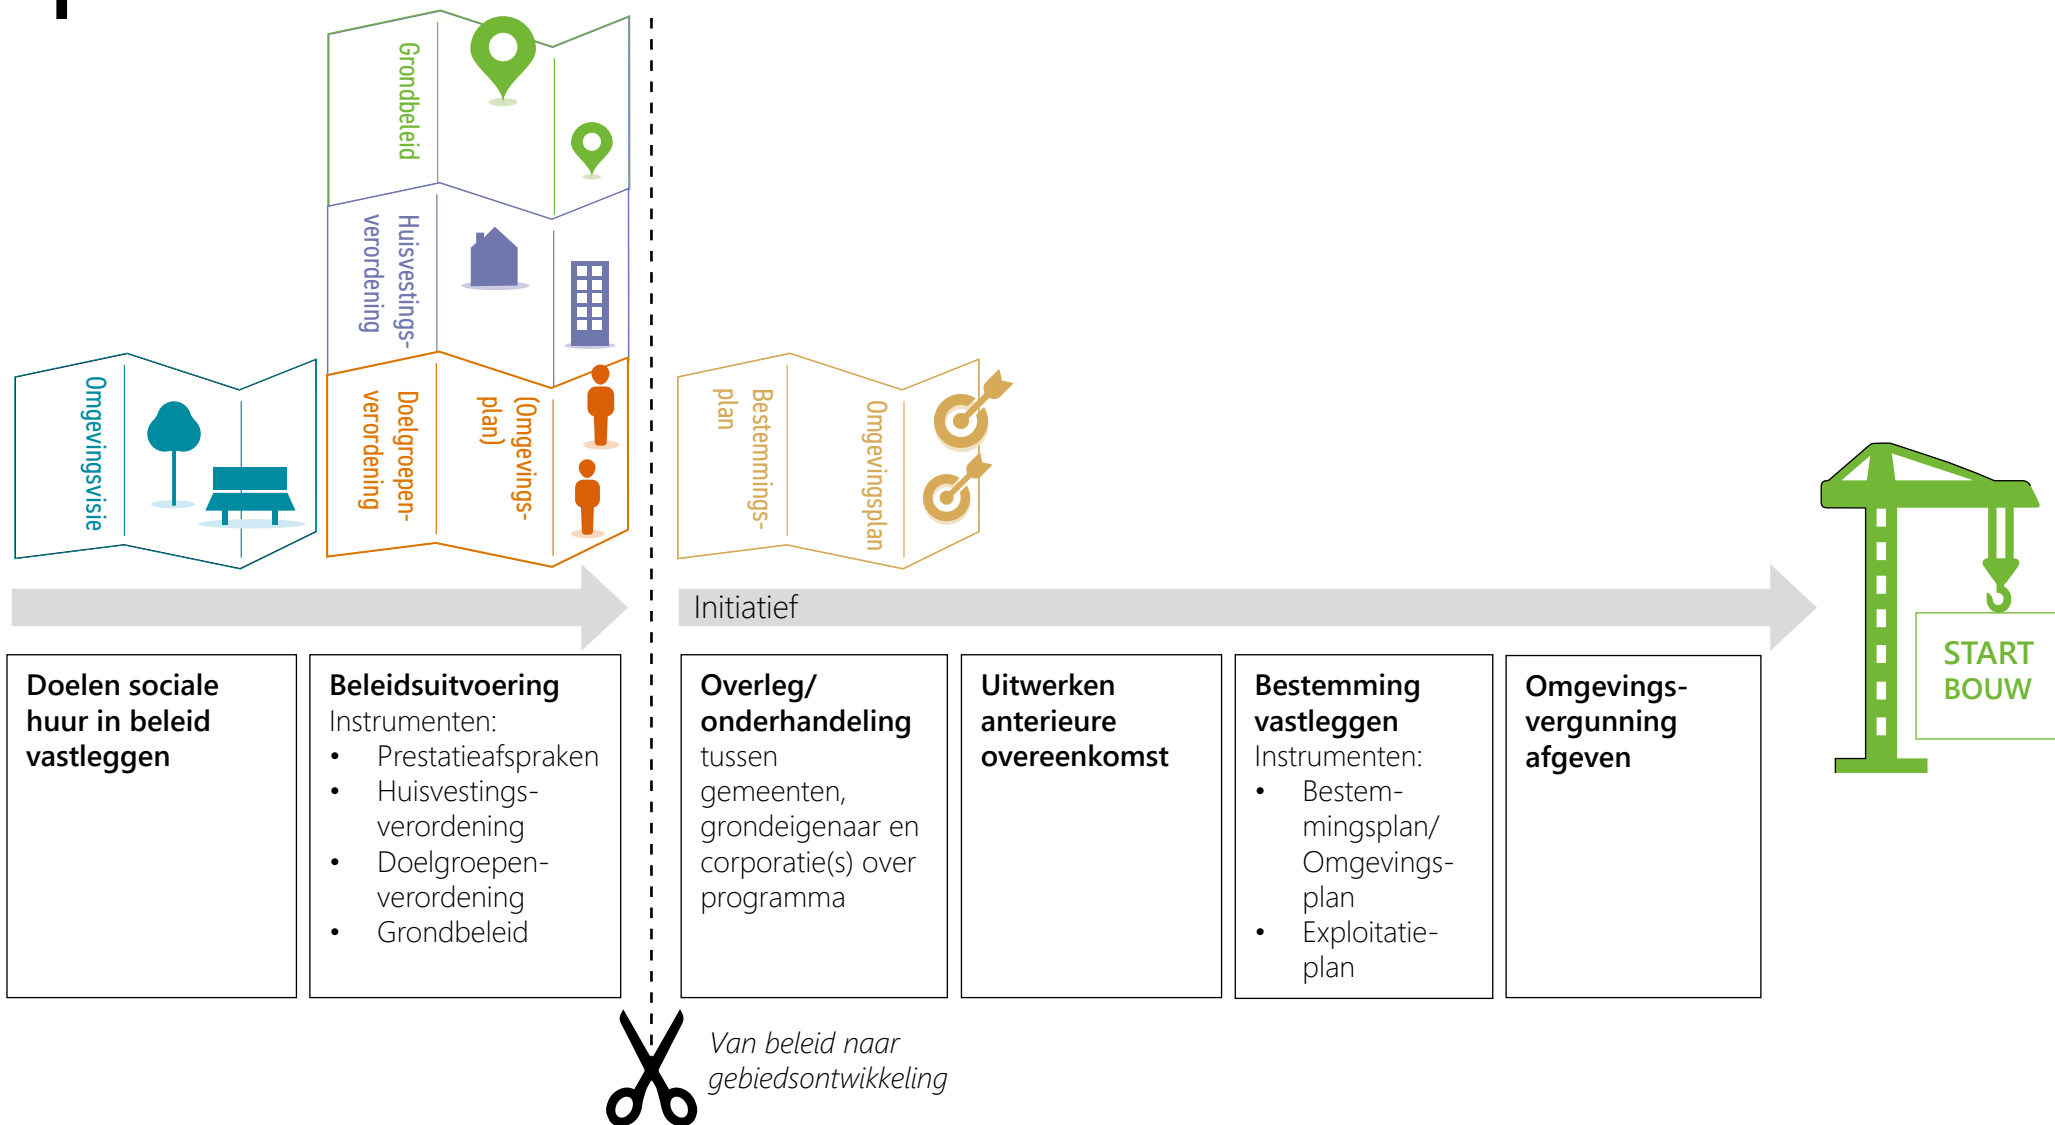 Grondbeleid
Huisvestings-
verordening
Omgevingsvisie
Doelgroepen-
verordening
(Omgevings-
plan)
Bestemmings-
plan
Omgevingsplan
Initiatief
Doelen sociale
huur in beleid
vastleggen
Beleidsuitvoering
Instrumenten:
• Prestatieafspraken
• Huisvestings-
verordening
• Doelgroepen-
verordening
• Grondbeleid
Overleg/
onderhandeling
tussen
gemeenten,
grondeigenaar en
corporatie(s) over
programma
Uitwerken
anterieure
overeenkomst
Bestemming
vastleggen
Instrumenten:
• Bestem-
mingsplan/
Omgevings-
plan
• Exploitatie-
plan
Omgevings-
vergunning
afgeven
START
BOUW
Van beleid naar
gebiedsontwikkeling